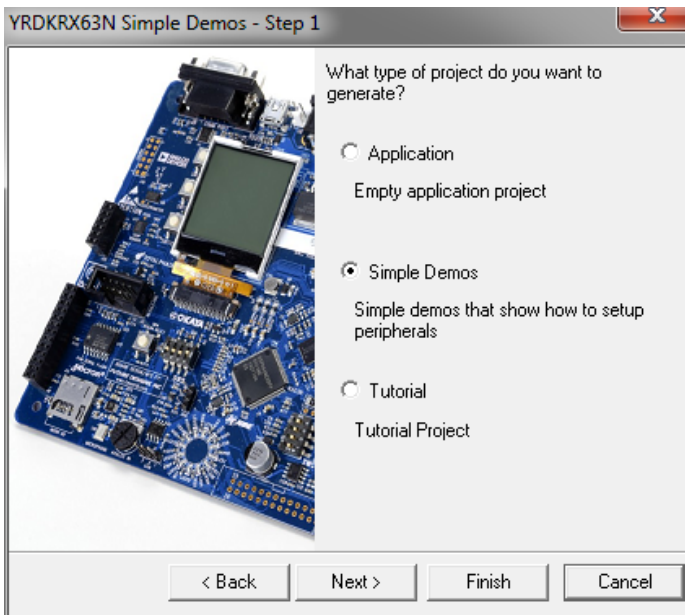 YRDKRX63N Simple Demos - Step 1
What type of project do you want to
generate?
Application
Empty application project
Simple Demos
Simple demos that show how to setup
peripherals
Tutorial
Tutorial Project
OKAYA
< Back
Next >
Finish
Cancel